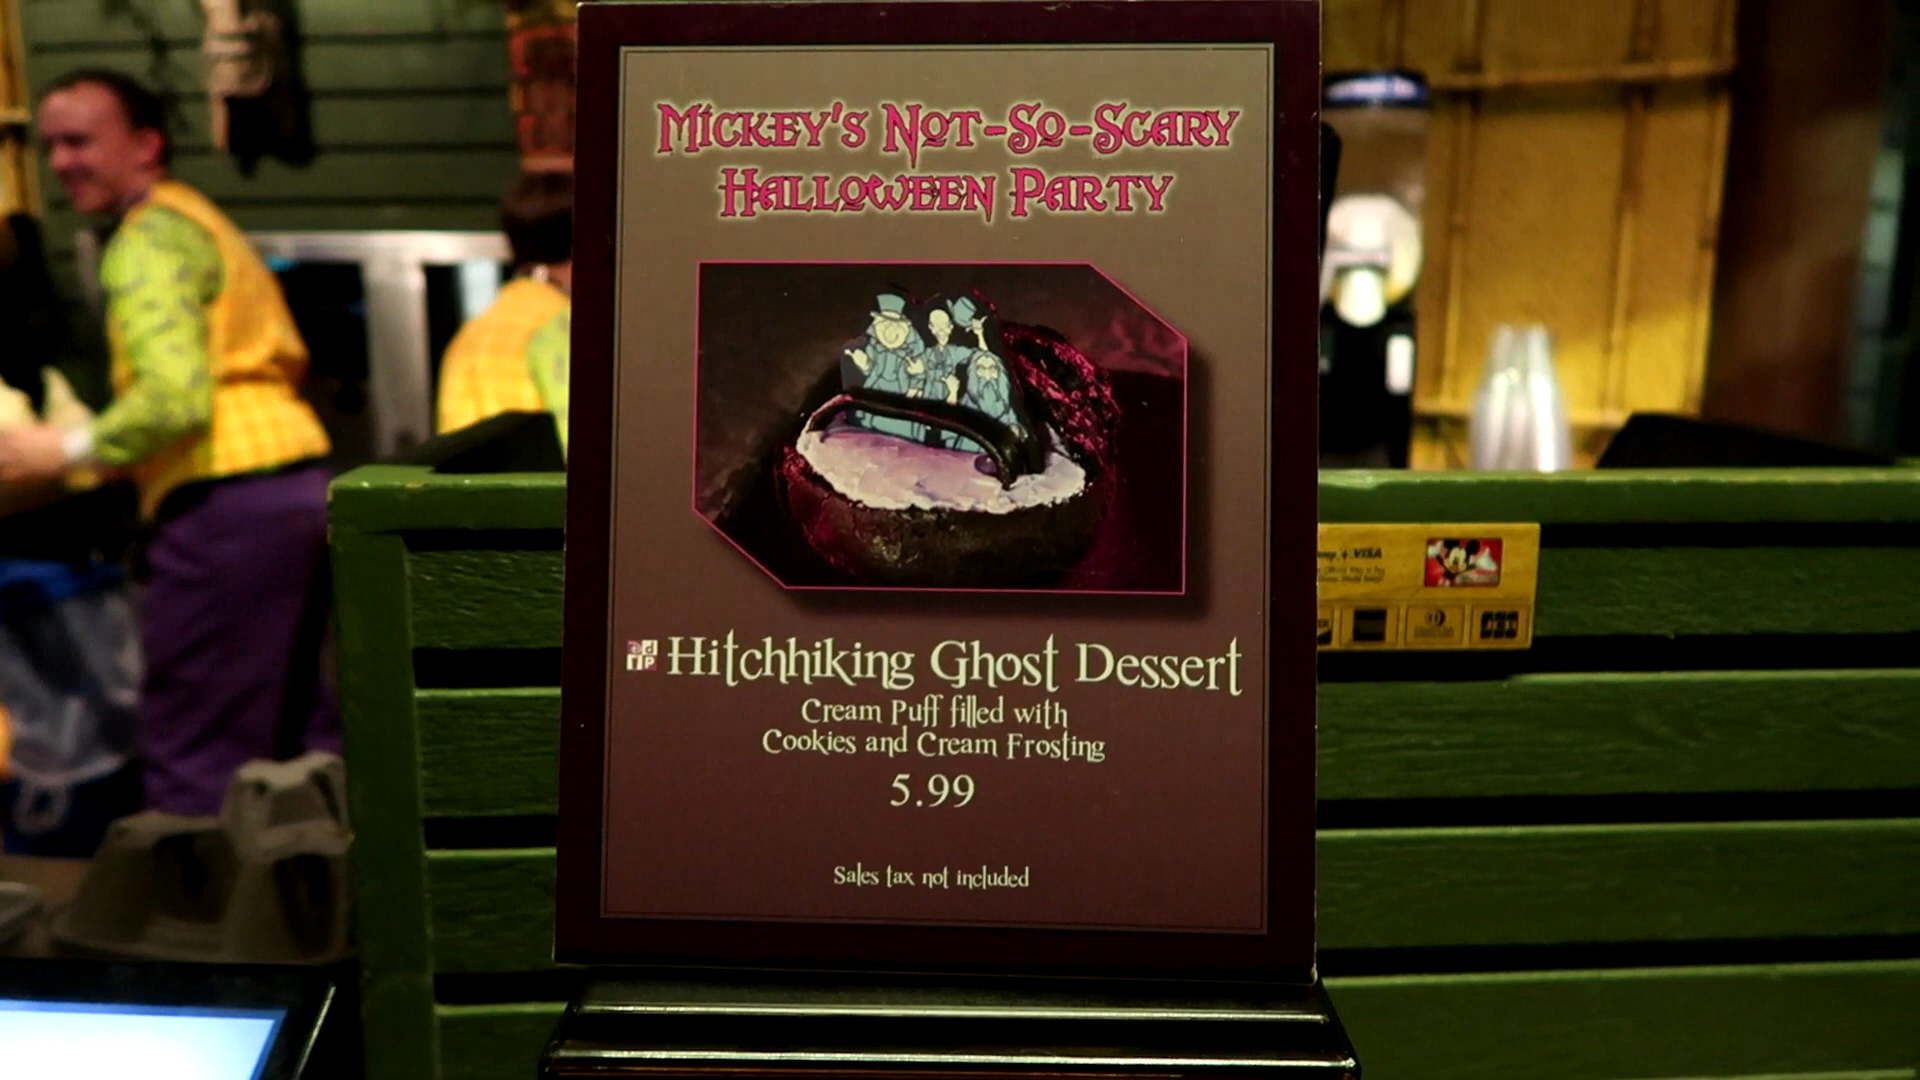 Mickey's Not-So-Scary
Halloween Party
Hitchhiking Ghost Dessert
Cream Puff filled with
Cookies and Cream Frosting
5.99
Sales tax not included
VISA